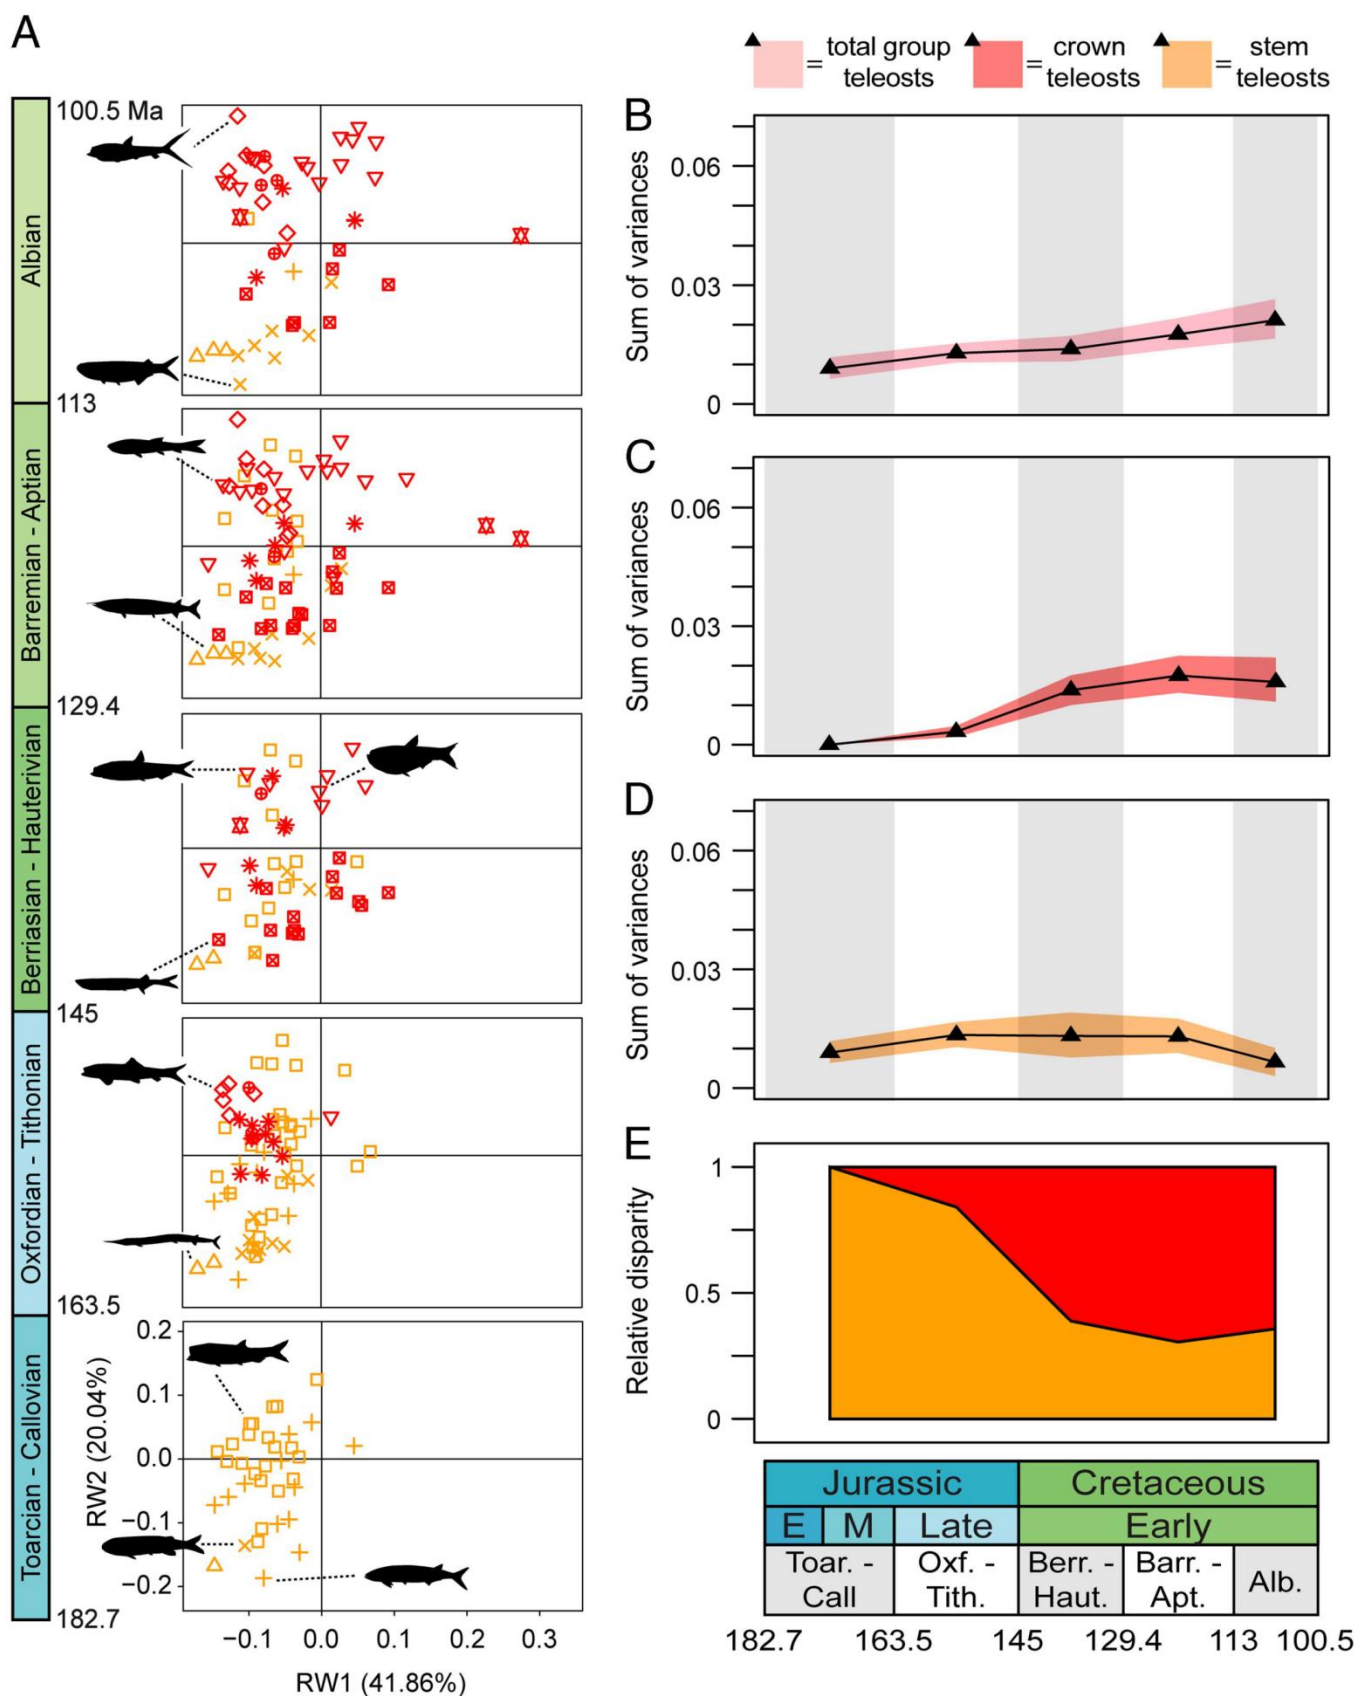 A
100.5 Ma
Albian
113
Barremian - Aptian
129.4
Berriasian - Hauterivian
145
Oxfordian - Tithonian
163.5
Toarcian - Callovian
182.7
RW2 (20.04%)
0.2
0.1
0.0
−0.1
−0.2
−0.1 0.0 0.1 0.2 0.3
RW1 (41.86%)
= total group
teleosts
= crown
teleosts
= stem
teleosts
B
Sum of variances
0.06
0.03
0
C
Sum of variances
0.06
0.03
0
D
Sum of variances
0.06
0.03
0
E
Relative disparity
1
0.5
0
Jurassic Cretaceous
E M Late Early
Toar. -
Call
Oxf. -
Tith.
Berr. -
Haut.
Barr. -
Apt.
Alb.
182.7 163.5 145 129.4 113 100.5